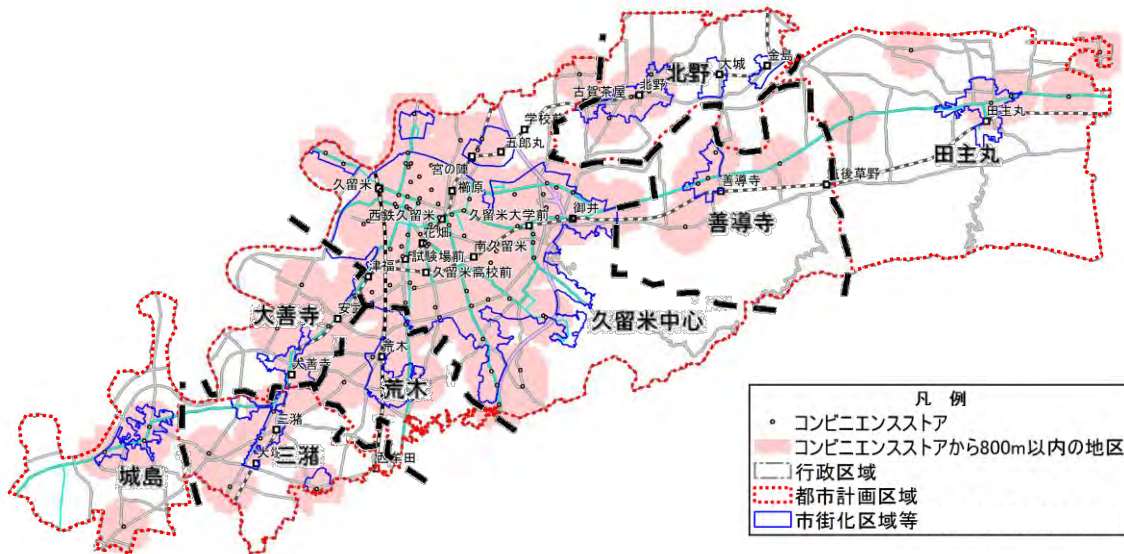 北野
大城
金島
古賀茶屋
北野
田主丸
田主丸
学校前
五郎丸
宮の陣
久留米
櫛原
善導寺
筑後草野
西鉄久留米
久留米大学前
御井
善導寺
花畑
南久留米
試験場前
津福
久留米高校前
大善寺
安武
久留米中心
荒木
大善寺
荒木
三潴
城島
三潴
凡 例
コンビニエンスストア
コンビニエンスストアから800m以内の地区
行政区域
都市計画区域
市街化区域等